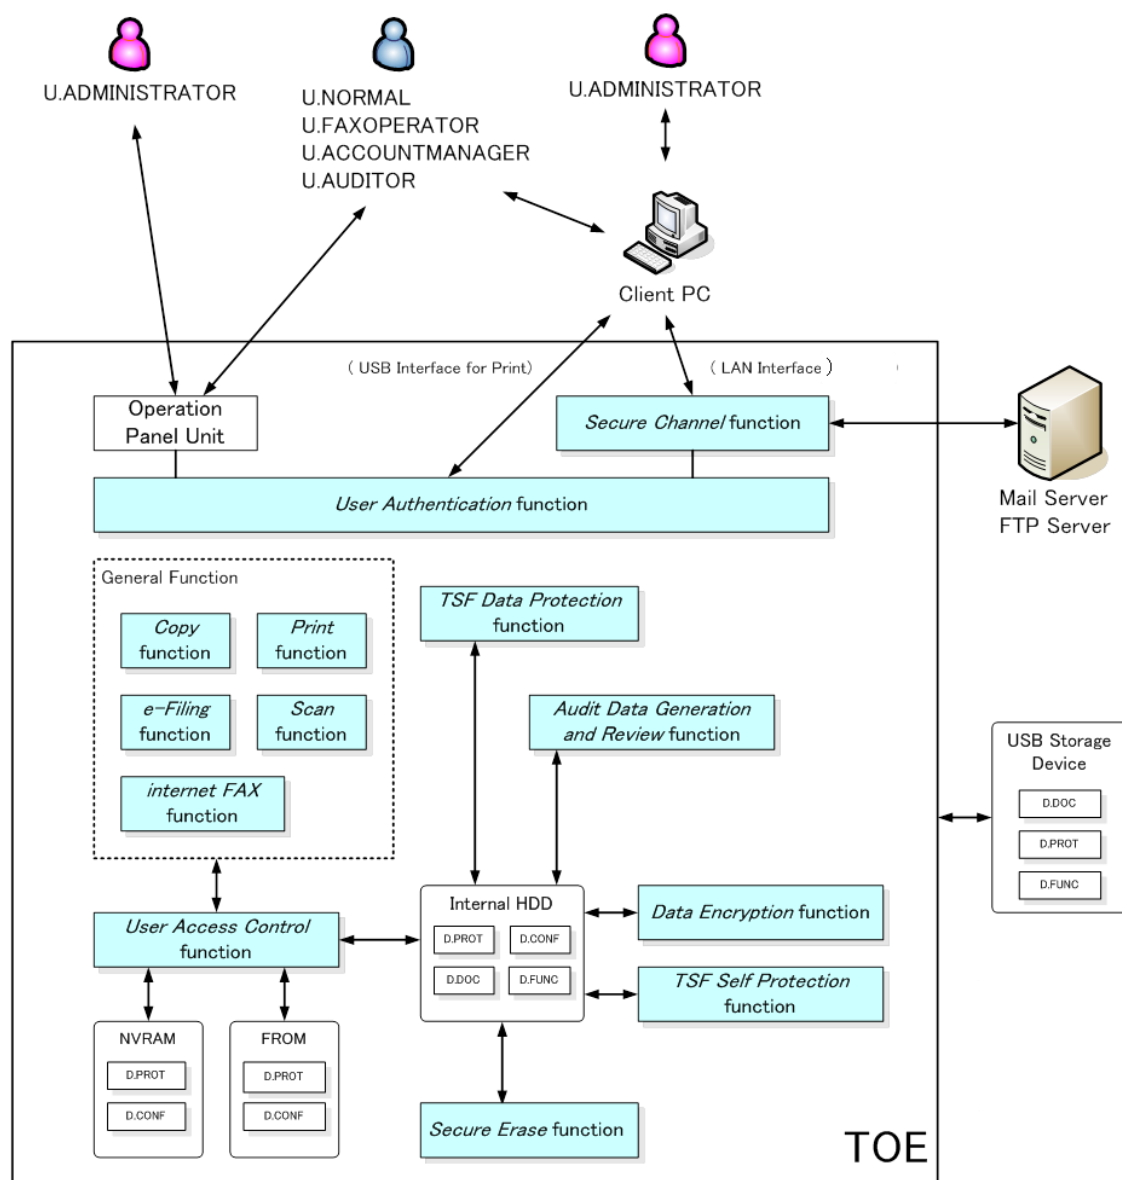 U.ADMINISTRATOR
U.NORMAL
U.FAXOPERATOR
U.ACCOUNTMANAGER
U.AUDITOR
U.ADMINISTRATOR
Client PC
( USB Interface for Print)
( LAN Interface )
Operation
Panel Unit
Secure Channel function
User Authentication function
Mail Server
FTP Server
General Function
Copy
function
Print
function
e-Filing
function
Scan
function
internet FAX
function
TSF Data Protection
function
Audit Data Generation
and Review function
USB Storage
Device
D.DOC
D.PROT
D.FUNC
User Access Control
function
Internal HDD
D.PROT
D.CONF
D.DOC
D.FUNC
Data Encryption function
TSF Self Protection
function
NVRAM
D.PROT
D.CONF
FROM
D.PROT
D.CONF
Secure Erase function
TOE